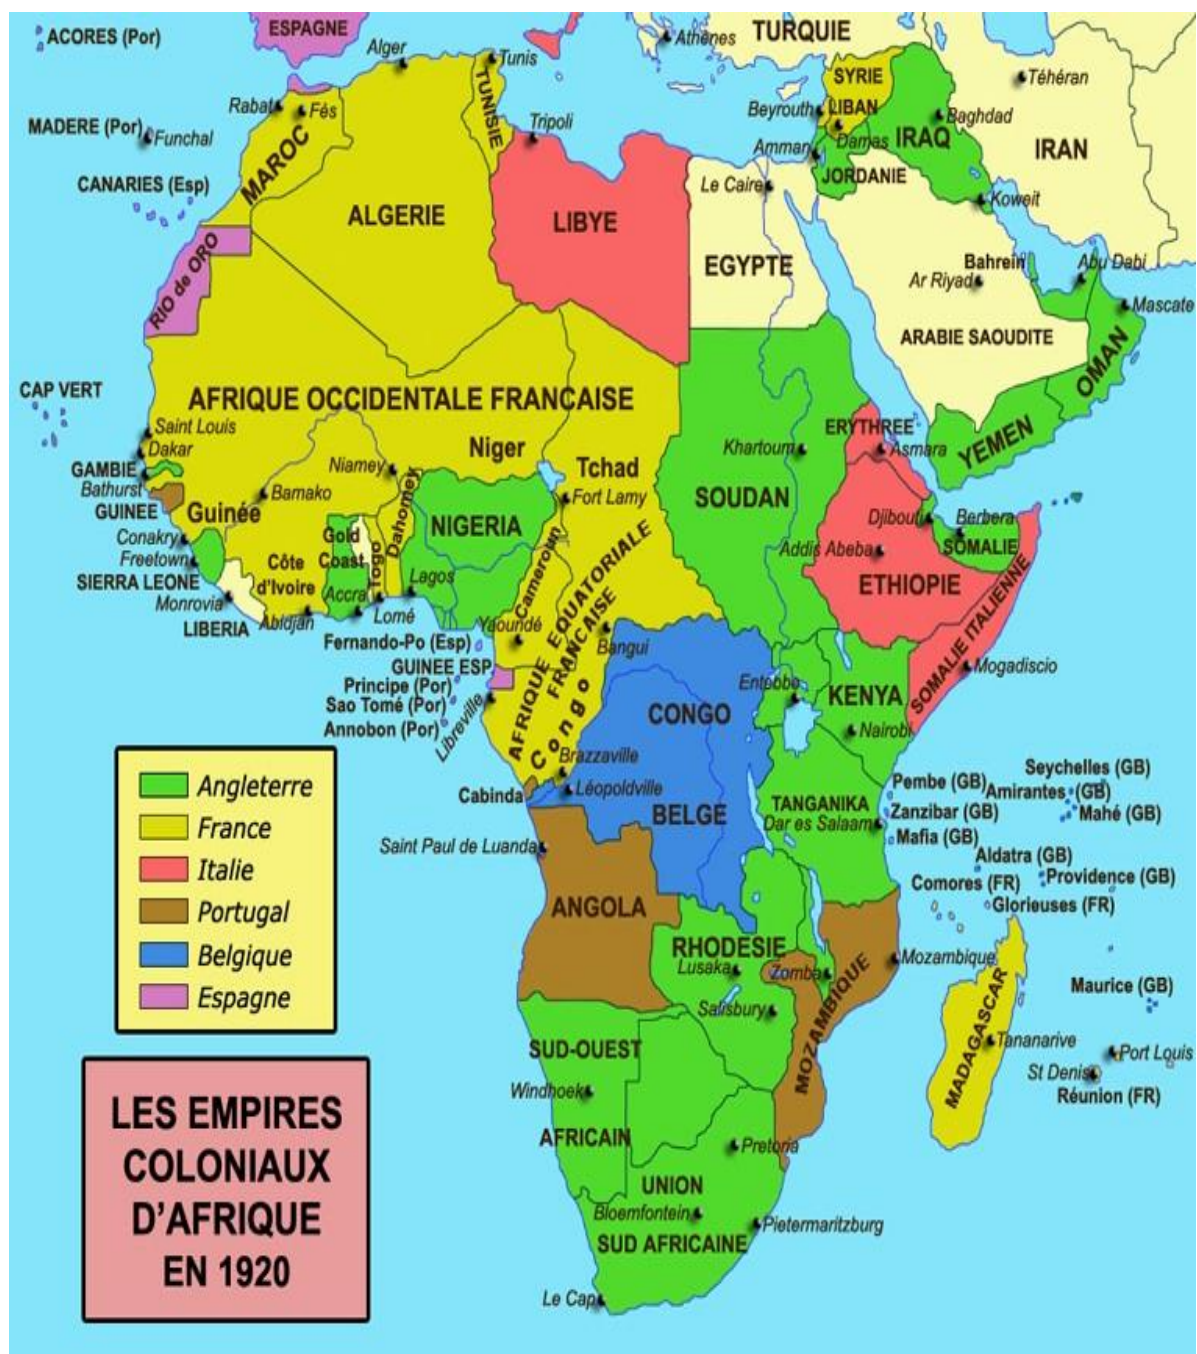 ACORES (Por)
ESPAGNE
TURQUIE
Alger
Tunis
Athènes
SYRIE
Téhéran
Rabat
Fés
TUNISIE
Beyrouth
LIBAN
Baghdad
MADERE (Por)
Funchal
Tripoli
Damas
IRAQ
IRAN
Amman
MAROC
JORDANIE
CANARIES (Esp)
Le Caire
Koweit
ALGERIE
LIBYE
EGYPTE
RIO de ORO
Bahrein
Abu Dabi
Ar Riyad
Mascate
ARABIE SAOUDITE
OMAN
CAP VERT
AFRIQUE OCCIDENTALE FRANCAISE
Saint Louis
Dakar
Niger
Khartoum
ERYTHREE
Asmara
YEMEN
GAMBIE
Bathurst
Niamey
Tchad
Bamako
Fort Lamy
GUINEE
Guinée
Dahomey
NIGERIA
SOUDAN
Djibouti
Berbera
Conakry
Freetown
Gold
Coast
Cameroun
Addis Abeba
SOMALIE
SIERRA LEONE
Côte
d'Ivoire
Togo
ETHIOPIE
Monrovia
Accra
Lagos
LIBERIA
Abidjan
Lomé
Yaoundé
AFRIQUE EQUATORIALE
FRANCAISE
SOMALIE ITALIENNE
Fernando-Po (Esp)
Bangui
GUINEE ESP
Mogadiscio
Principe (Por)
Entebbe
KENYA
Sao Tomé (Por)
Libreville
Congo
CONGO
Annobon (Por)
Nairobi
Brazzaville
Cabinda
Léopoldville
BELGE
TANGANIKA
Dar es Salaam
Pembe (GB)
Seychelles (GB)
Amirantes (GB)
Zanzibar (GB)
Mahé (GB)
Mafia (GB)
Saint Paul de Luanda
Aldatra (GB)
Comores (FR)
Providence (GB)
Glorieuses (FR)
ANGOLA
RHODESIE
Lusaka
Zomba
Mozambique
MOZAMBIQUE
Salisbury
MADAGASCAR
Maurice (GB)
Tananarive
Port Louis
St Denis
Réunion (FR)
SUD-OUEST
Windhoek
AFRICAIN
Pretoria
UNION
Bloemfontein
Pietermaritzburg
SUD AFRICAINE
Le Cap
Angleterre
France
Italie
Portugal
Belgique
Espagne
LES EMPIRES
COLONIAUX
D'AFRIQUE
EN 1920